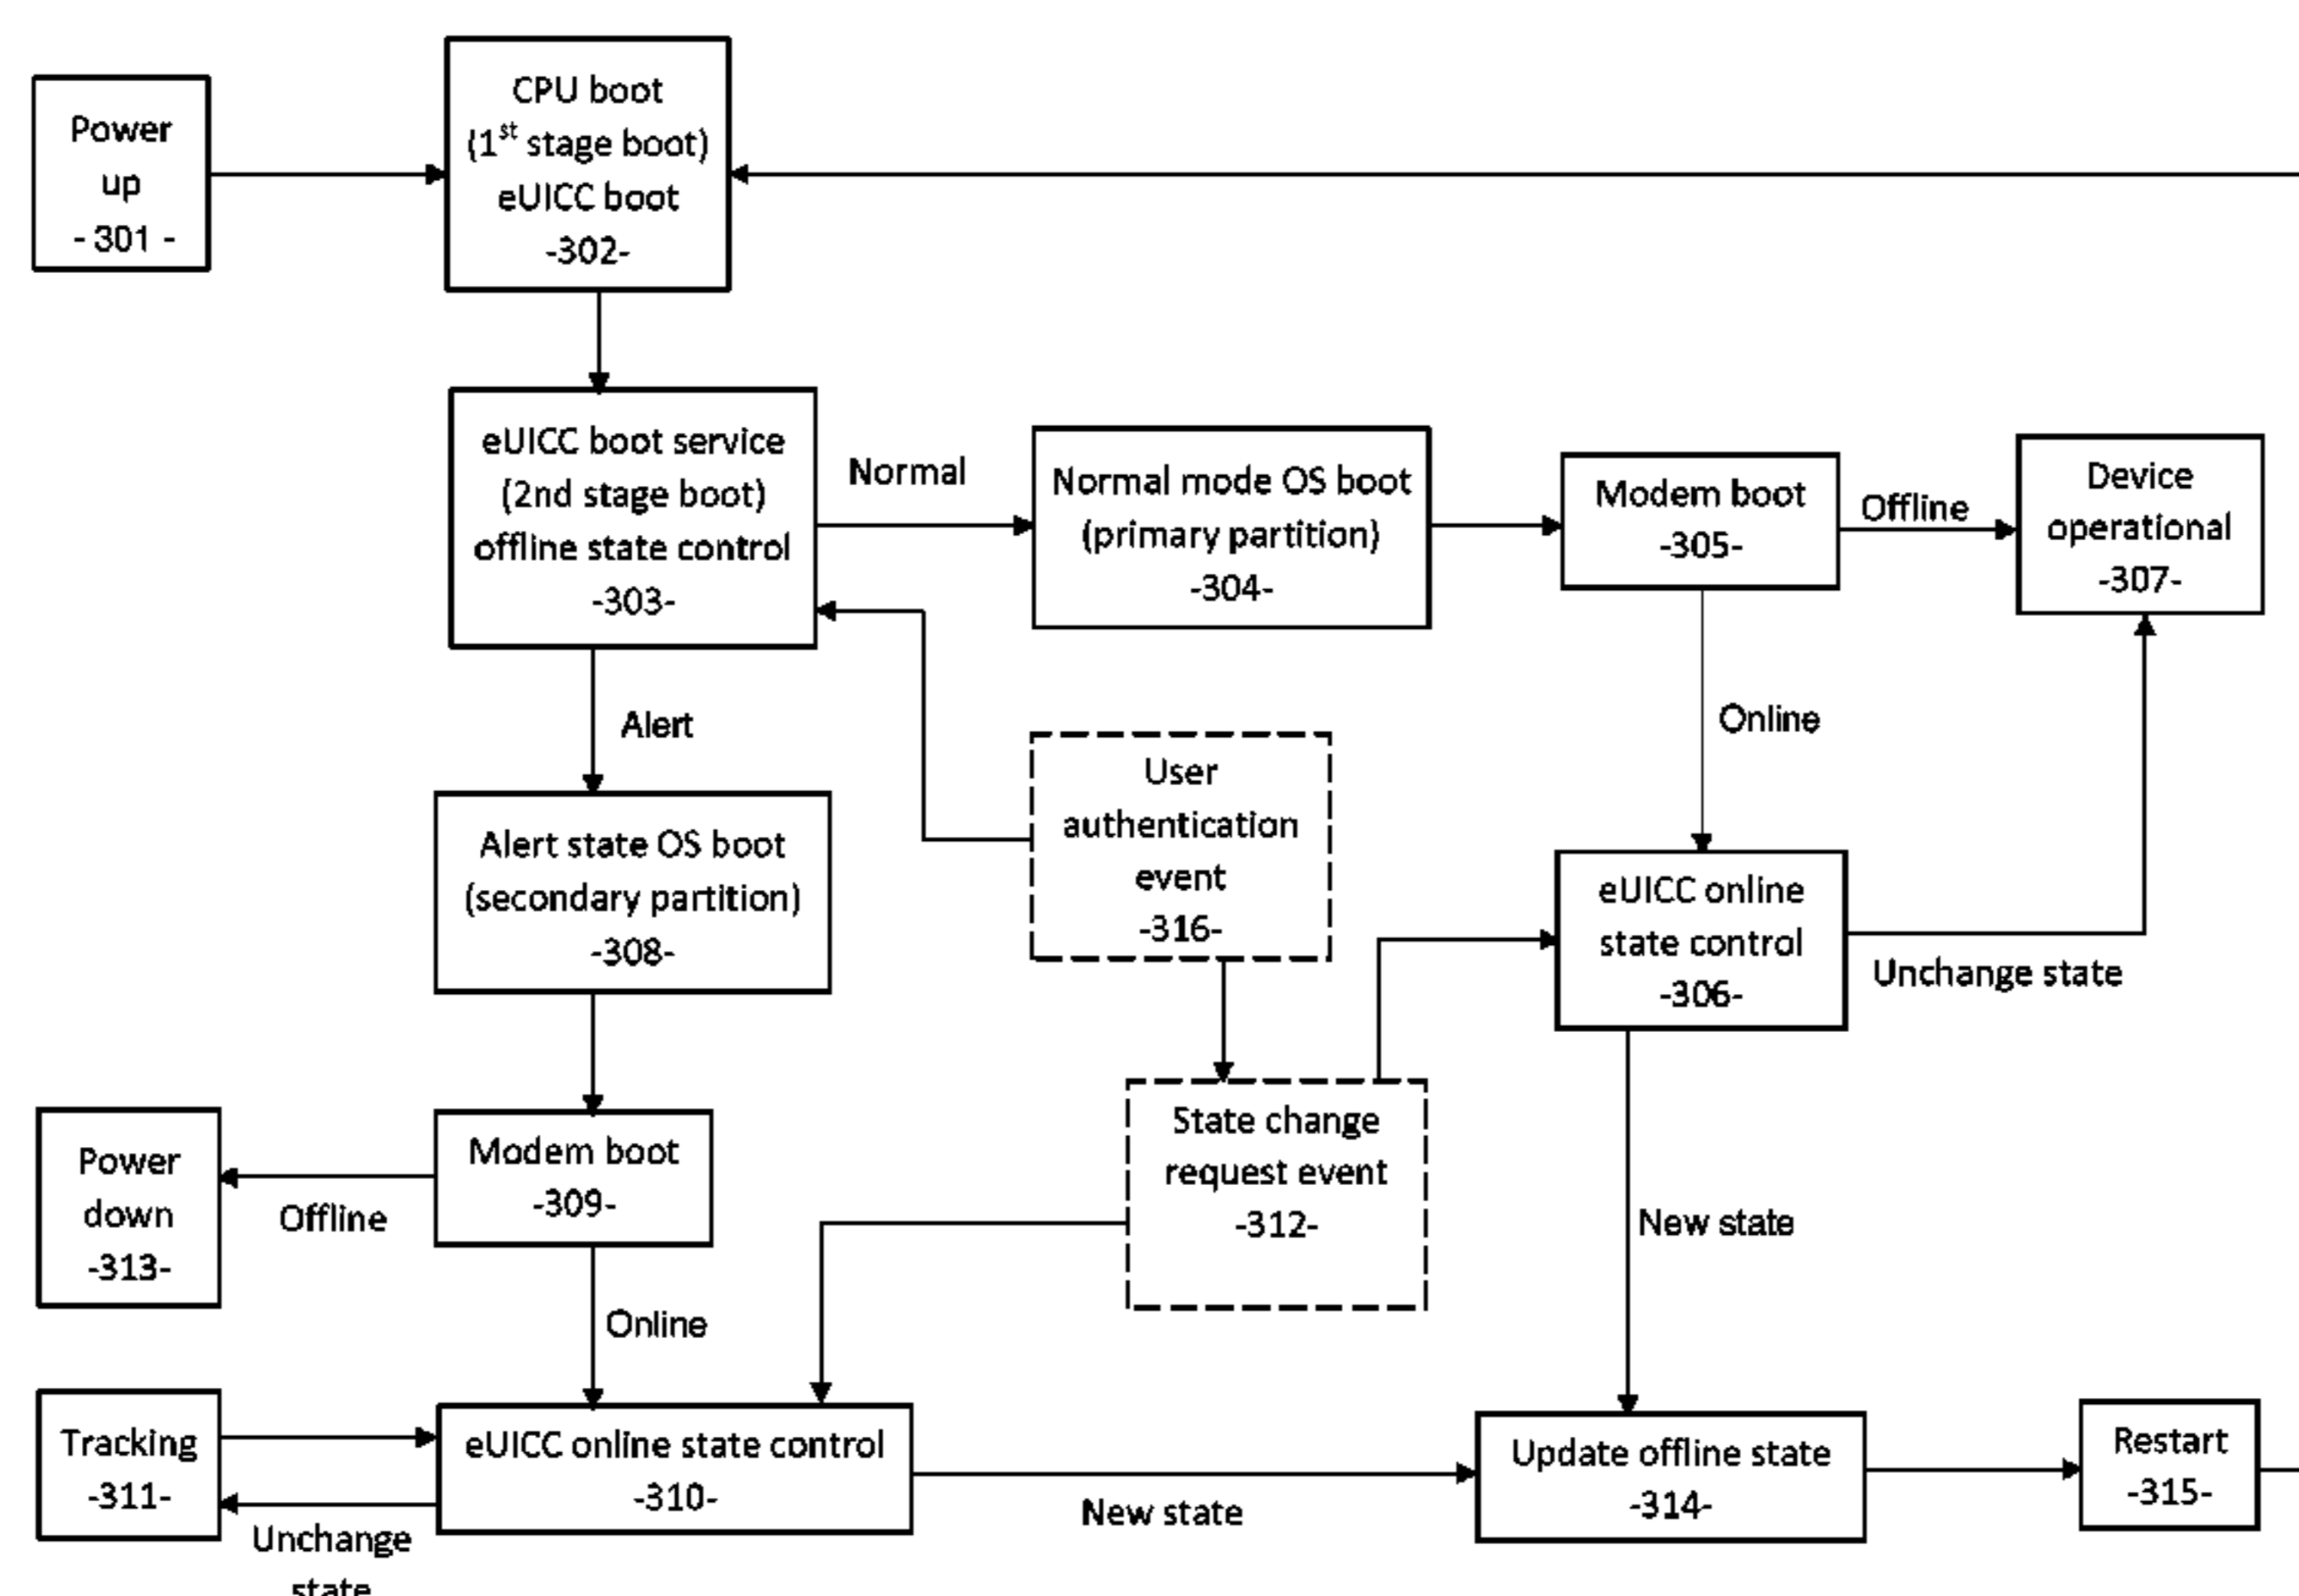 Power
up
- 301 -
CPU boot
(1st stage boot)
eUICC boot
-302-
eUICC boot service
(2nd stage boot)
offline state control
-303-
Normal
Normal mode OS boot
(primary partition)
-304-
Modem boot
-305-
Offline
Device
operational
-307-
Alert
Online
User
authentication
event
-316-
Alert state OS boot
(secondary partition)
-308-
eUICC online
state control
-306-
Unchange state
State change
request event
-312-
Power
down
-313-
Offline
Modem boot
-309-
New state
Online
Tracking
-311-
Unchange
state
eUICC online state control
-310-
New state
Update offline state
-314-
Restart
-315-